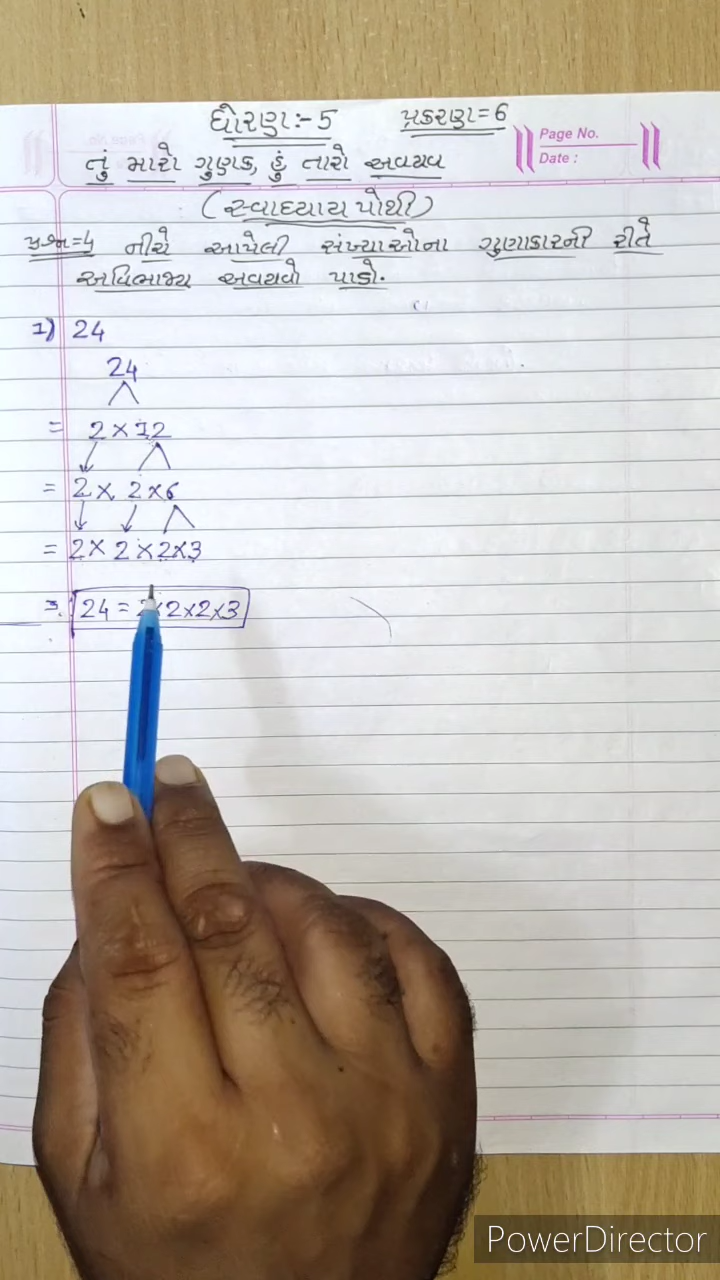 ધોરણ:-5 પ્રકરણ=6
Page No.
Date :
તું મારો ગુણક, હું તારો અવયવ
(સ્વાધ્યાય પોથી)
પ્રશ્ન=4 નીચે આપેલી સંખ્યાઓના ગુણાકારની રીતે
અવિભાજ્ય અવયવો પાડો.
1) 24
24
= 2 × 12
= 2 × 2 × 6
= 2 × 2 × 2 × 3
24 = 2 × 2 × 2 × 3
PowerDirector